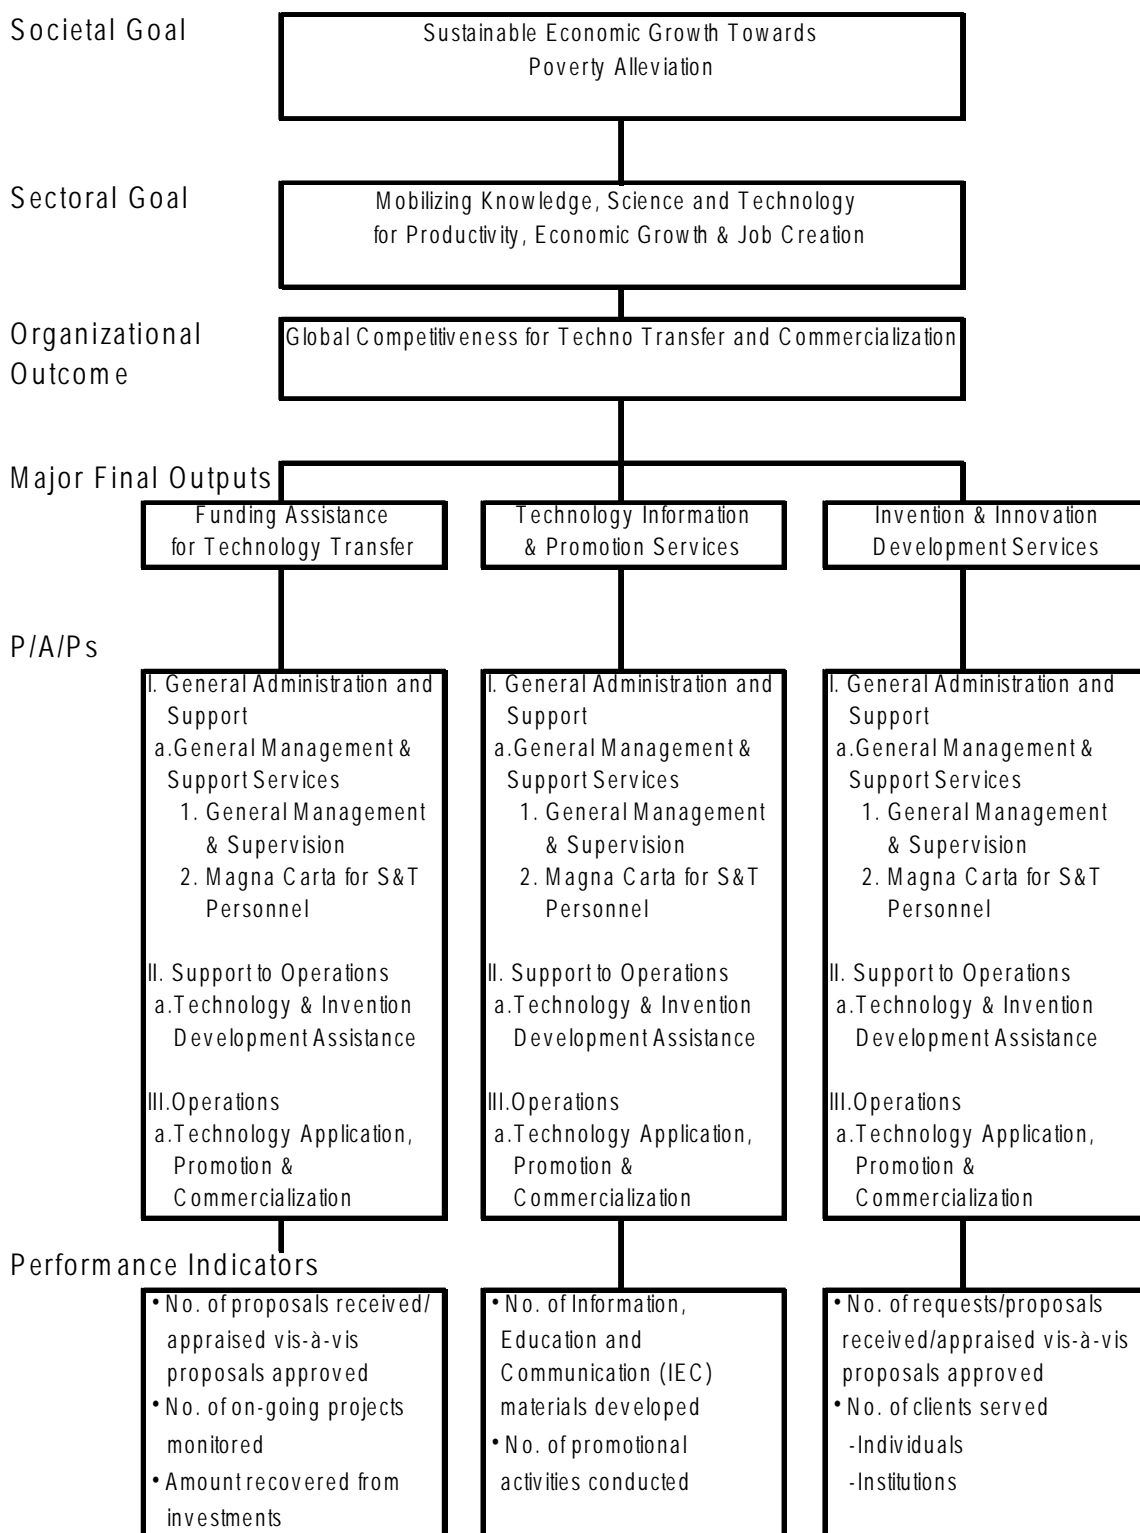 Societal Goal
Sustainable Economic Growth Towards
Poverty Alleviation
Sectoral Goal
Mobilizing Knowledge, Science and Technology
for Productivity, Economic Growth & Job Creation
Organizational
Outcome
Global Competitiveness for Techno Transfer and Commercialization
Major Final Outputs
Funding Assistance
for Technology Transfer
Technology Information
& Promotion Services
Invention & Innovation
Development Services
P/A/Ps
I. General Administration and
Support
a.General Management &
Support Services
1. General Management
& Supervision
2. Magna Carta for S&T
Personnel
II. Support to Operations
a.Technology & Invention
Development Assistance
III.Operations
a.Technology Application,
Promotion &
Commercialization
I. General Administration and
Support
a.General Management &
Support Services
1. General Management
& Supervision
2. Magna Carta for S&T
Personnel
II. Support to Operations
a.Technology & Invention
Development Assistance
III.Operations
a.Technology Application,
Promotion &
Commercialization
I. General Administration and
Support
a.General Management &
Support Services
1. General Management
& Supervision
2. Magna Carta for S&T
Personnel
II. Support to Operations
a.Technology & Invention
Development Assistance
III.Operations
a.Technology Application,
Promotion &
Commercialization
Performance Indicators
• No. of proposals received/
appraised vis-à-vis
proposals approved
• No. of on-going projects
monitored
• Amount recovered from
investments
• No. of Information,
Education and
Communication (IEC)
materials developed
• No. of promotional
activities conducted
• No. of requests/proposals
received/appraised vis-à-vis
proposals approved
• No. of clients served
-Individuals
-Institutions